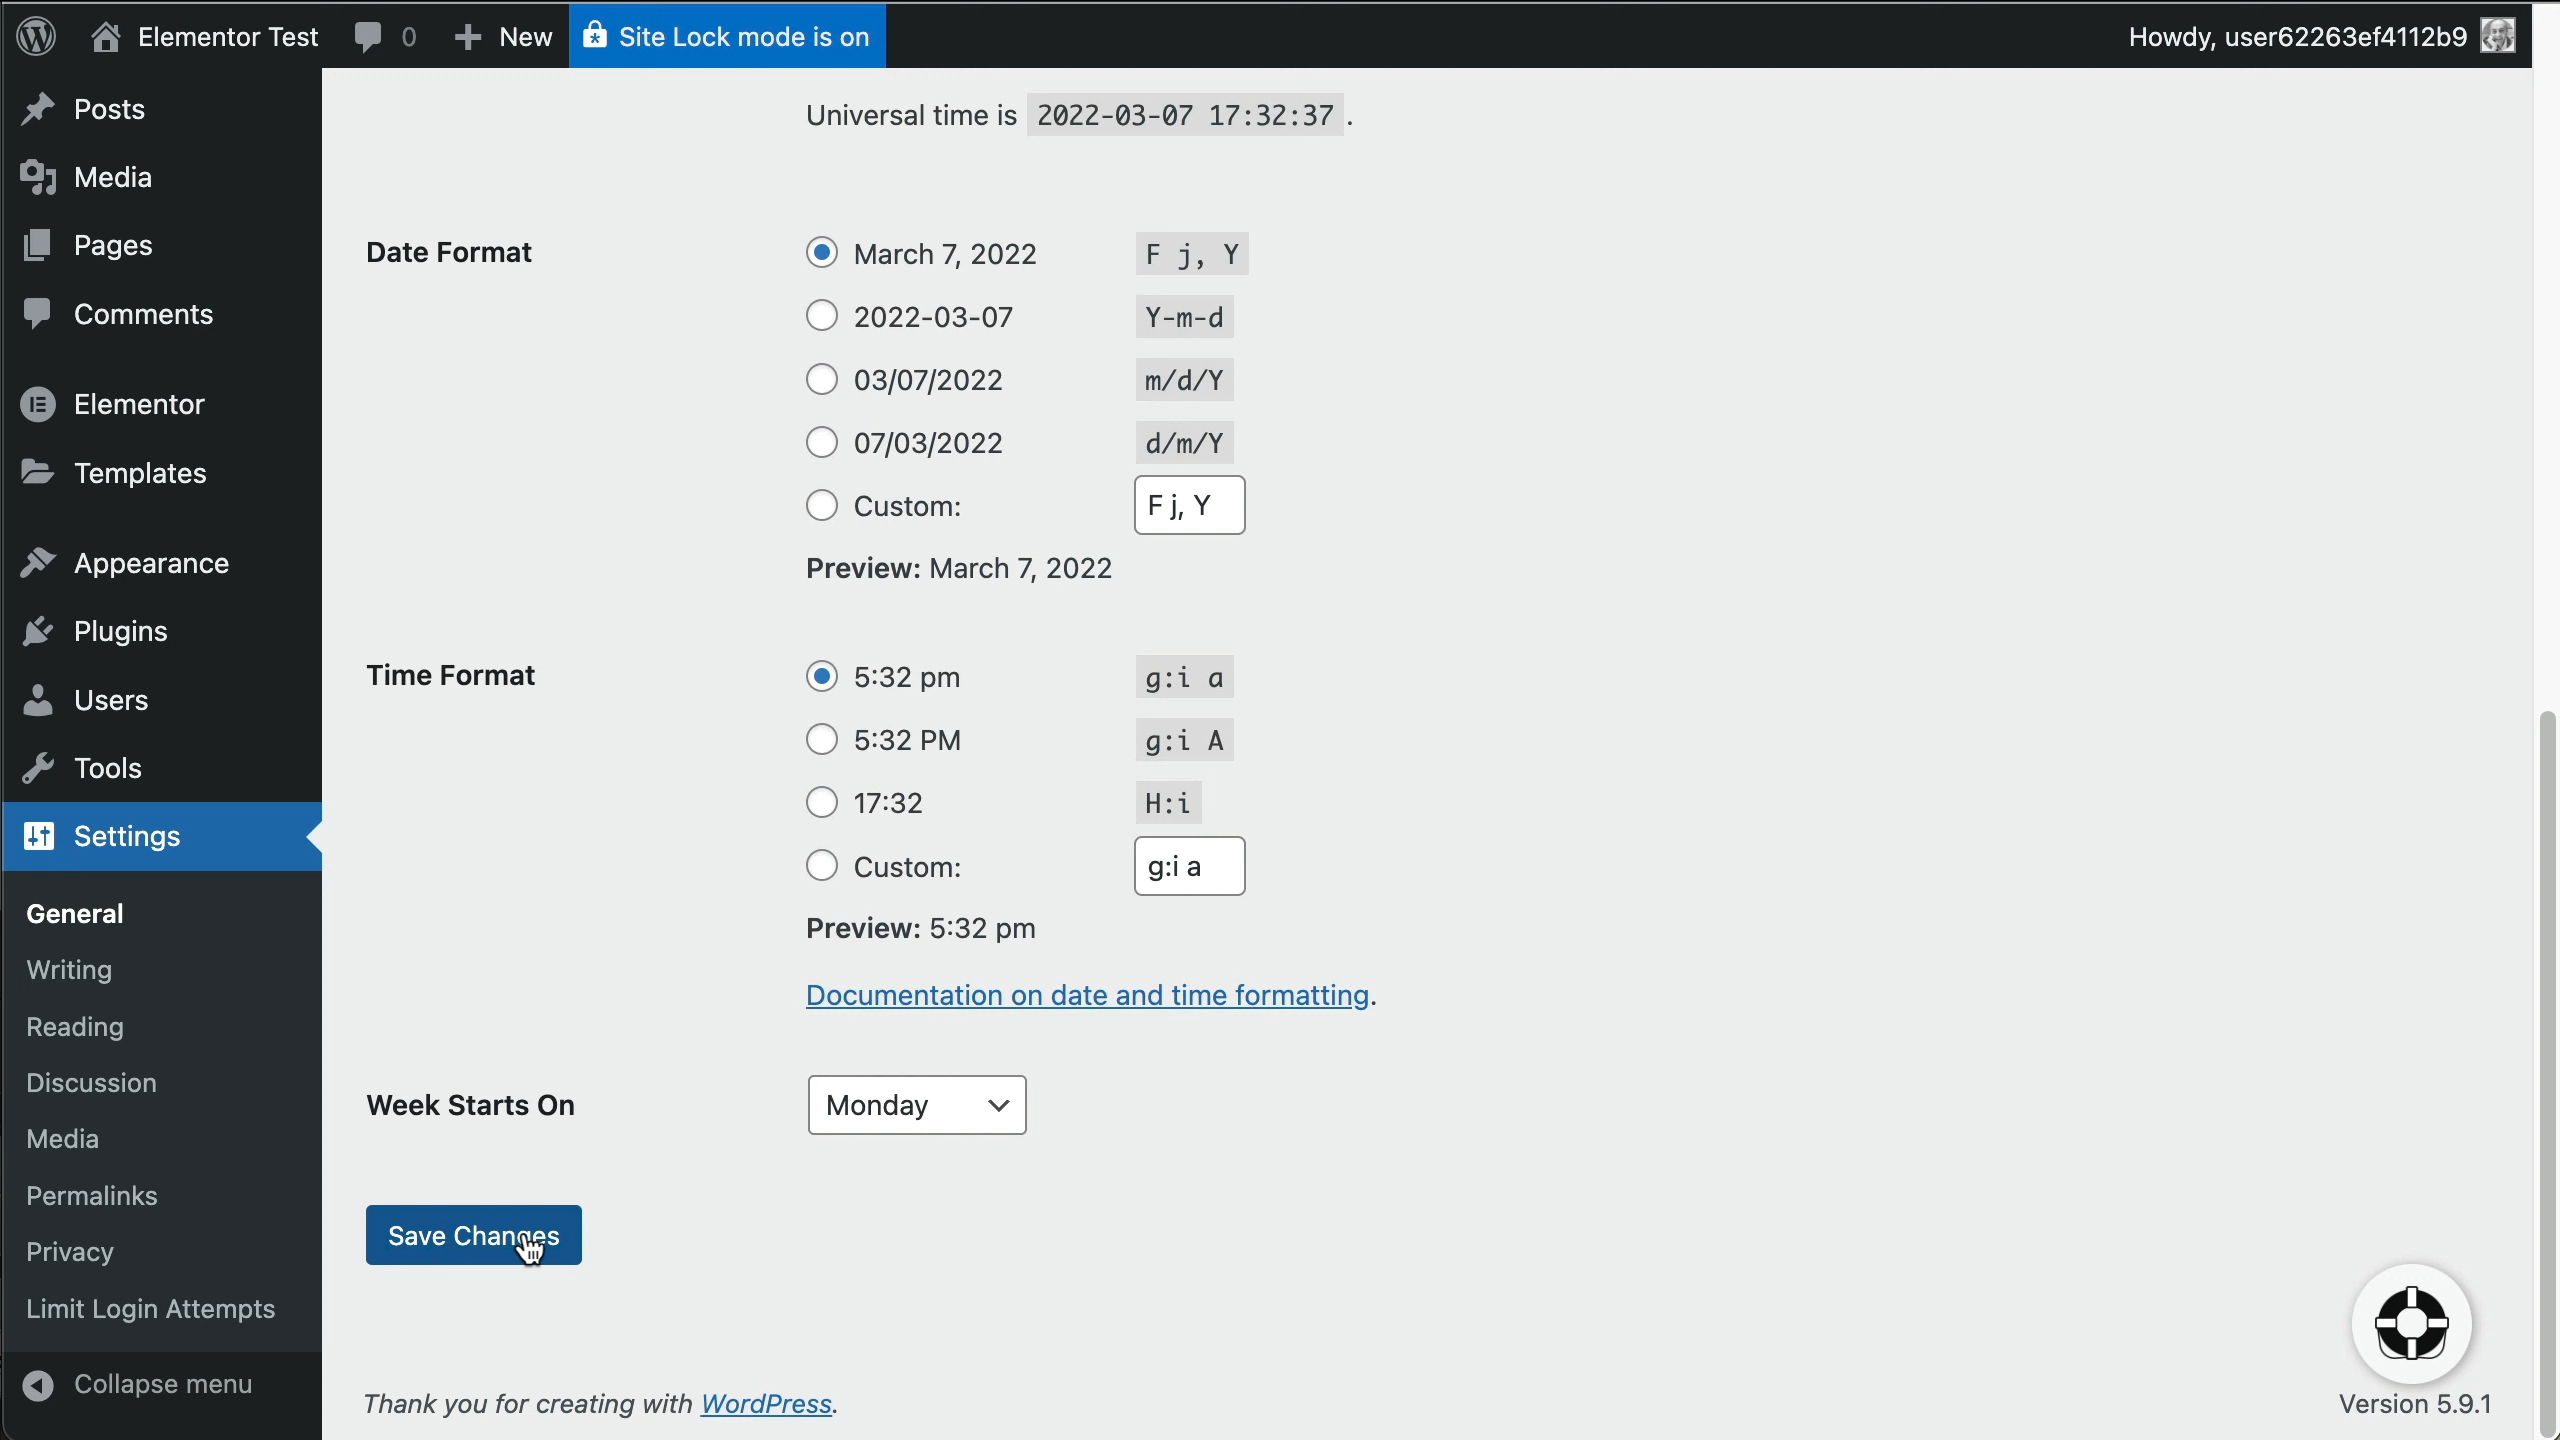 Elementor Test
0
New
Site Lock mode is on
Howdy, user62263ef4112b9
Posts
Media
Pages
Comments
Elementor
Templates
Appearance
Plugins
Users
Tools
Settings
General
Writing
Reading
Discussion
Media
Permalinks
Privacy
Limit Login Attempts
Collapse menu
Universal time is 2022-03-07 17:32:37 .
Date Format
March 7, 2022 F j, Y
2022-03-07 Y-m-d
03/07/2022 m/d/Y
07/03/2022 d/m/Y
Custom: F j, Y
Preview: March 7, 2022
Time Format
5:32 pm g:i a
5:32 PM g:i A
17:32 H:i
Custom: g:i a
Preview: 5:32 pm
Documentation on date and time formatting.
Week Starts On Monday
Save Changes
Thank you for creating with WordPress.
Version 5.9.1